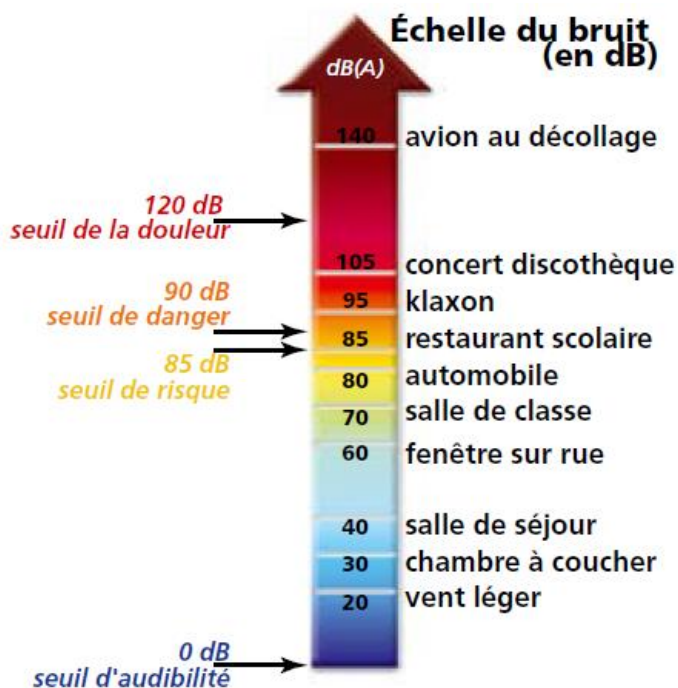 Échelle du bruit
(en dB)
dB(A)
140 avion au décollage
120 dB
seuil de la douleur
105 concert discothèque
90 dB
seuil de danger
95 klaxon
85 restaurant scolaire
85 dB
seuil de risque
80 automobile
70 salle de classe
60 fenêtre sur rue
40 salle de séjour
30 chambre à coucher
20 vent léger
0 dB
seuil d'audibilité